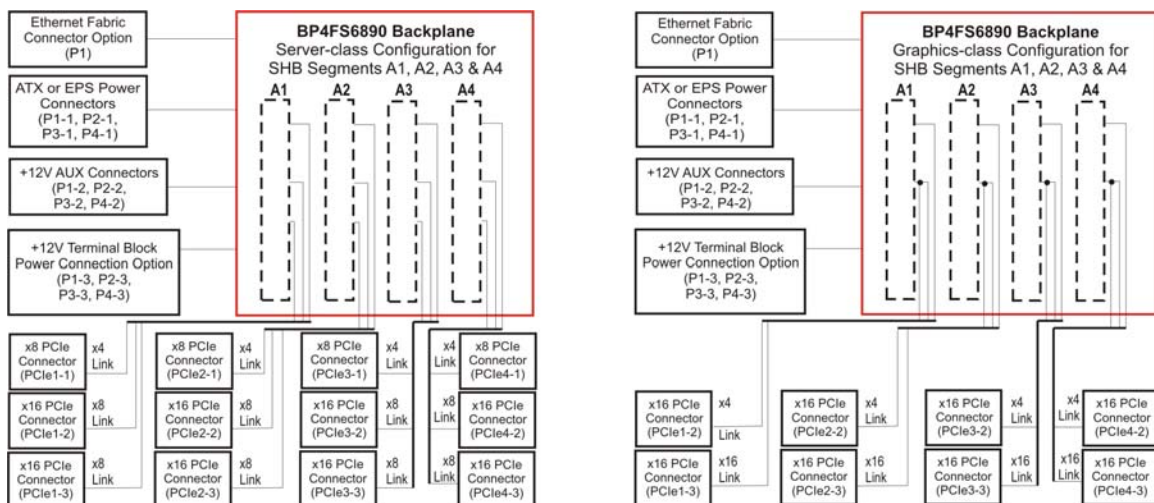 Ethernet Fabric
Connector Option
(P1)
ATX or EPS Power
Connectors
(P1-1, P2-1,
P3-1, P4-1)
+12V AUX Connectors
(P1-2, P2-2,
P3-2, P4-2)
+12V Terminal Block
Power Connection Option
(P1-3, P2-3,
P3-3, P4-3)
BP4FS6890 Backplane
Server-class Configuration for
SHB Segments A1, A2, A3 & A4
A1 A2 A3 A4
x8 PCIe
Connector
(PCIe1-1)
x4
Link
x8 PCIe
Connector
(PCIe2-1)
x4
Link
x8 PCIe
Connector
(PCIe3-1)
x4
Link
x4
Link
x8 PCIe
Connector
(PCIe4-1)
x16 PCIe
Connector
(PCIe1-2)
x8
Link
x16 PCIe
Connector
(PCIe2-2)
x8
Link
x16 PCIe
Connector
(PCIe3-2)
x8
Link
x8
Link
x16 PCIe
Connector
(PCIe4-2)
x16 PCIe
Connector
(PCIe1-3)
x8
Link
x16 PCIe
Connector
(PCIe2-3)
x8
Link
x16 PCIe
Connector
(PCIe3-3)
x8
Link
x8
Link
x16 PCIe
Connector
(PCIe4-3)
Ethernet Fabric
Connector Option
(P1)
ATX or EPS Power
Connectors
(P1-1, P2-1,
P3-1, P4-1)
+12V AUX Connectors
(P1-2, P2-2,
P3-2, P4-2)
+12V Terminal Block
Power Connection Option
(P1-3, P2-3,
P3-3, P4-3)
BP4FS6890 Backplane
Graphics-class Configuration for
SHB Segments A1, A2, A3 & A4
A1 A2 A3 A4
x16 PCIe
Connector
(PCIe1-2)
x4
Link
x16 PCIe
Connector
(PCIe2-2)
x4
Link
x16 PCIe
Connector
(PCIe3-2)
x4
Link
x4
Link
x16 PCIe
Connector
(PCIe4-2)
x16 PCIe
Connector
(PCIe1-3)
x16
Link
x16 PCIe
Connector
(PCIe2-3)
x16
Link
x16 PCIe
Connector
(PCIe3-3)
x16
Link
x16
Link
x16 PCIe
Connector
(PCIe4-3)